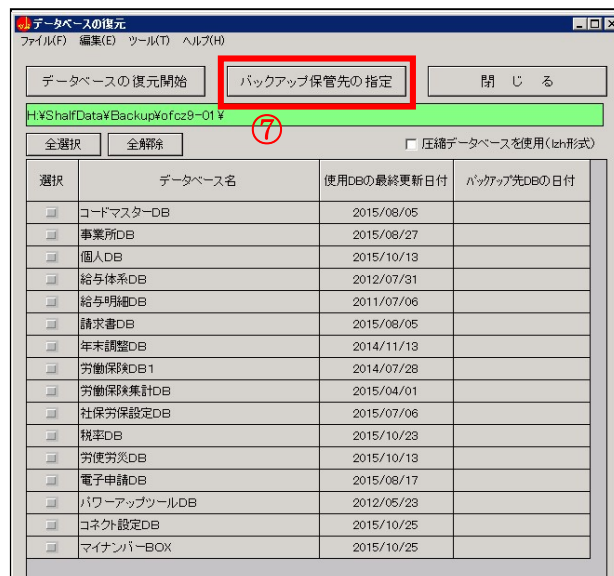 データベースの復元
ファイル(F) 編集(E) ツール(T) ヘルプ(H)
データベースの復元開始 バックアップ保管先の指定 閉じる
H:¥ShalfData¥Backup¥ofcz9-01¥
⑦
全選択 全解除 圧縮データベースを使用(lzh形式)
選択 データベース名 使用DBの最終更新日付 バックアップ先DBの日付
コードマスターDB 2015/08/05
事業所DB 2015/08/27
個人DB 2015/10/13
給与体系DB 2012/07/31
給与明細DB 2011/07/06
請求書DB 2015/08/05
年末調整DB 2014/11/13
労働保険DB1 2014/07/28
労働保険集計DB 2015/04/01
社保労保設定DB 2015/07/06
税率DB 2015/10/23
労使労災DB 2015/10/13
電子申請DB 2015/08/17
パワーアップツールDB 2012/05/23
コネクト設定DB 2015/10/25
マイナンバーBOX 2015/10/25